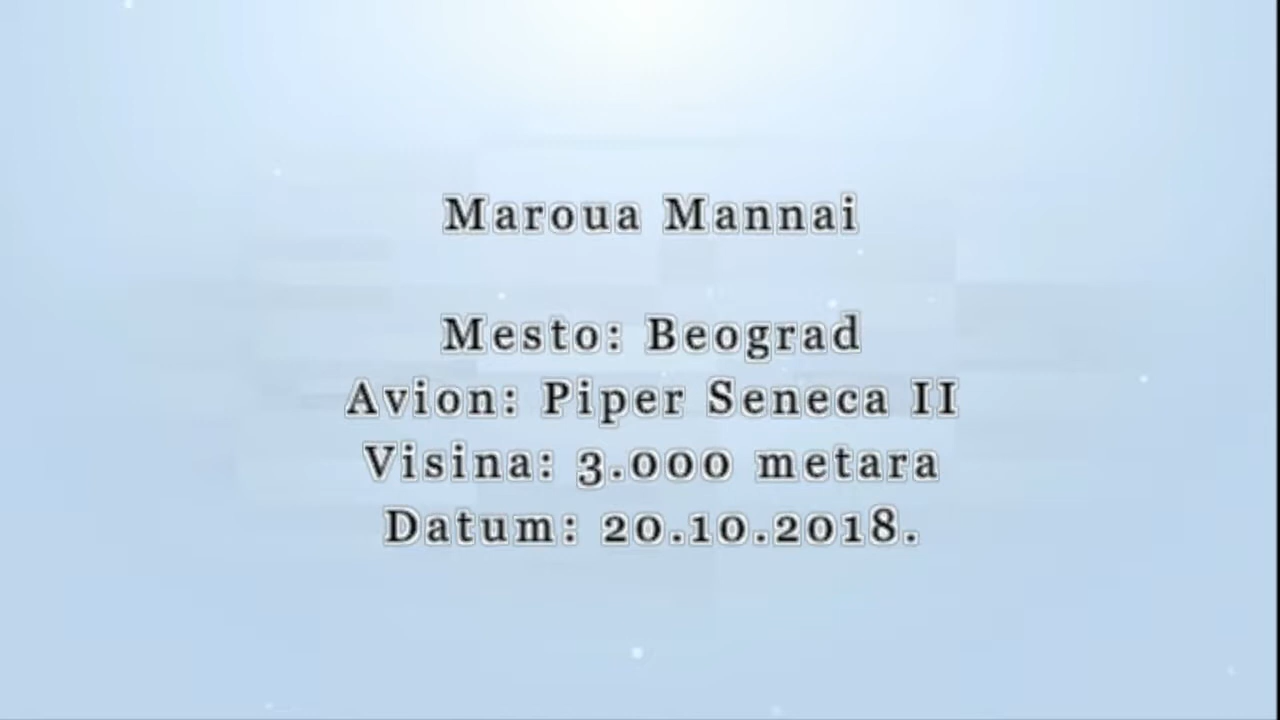 Maroua Mannai
Mesto: Beograd
Avion: Piper Seneca II
Visina: 3.000 metara
Datum: 20.10.2018.